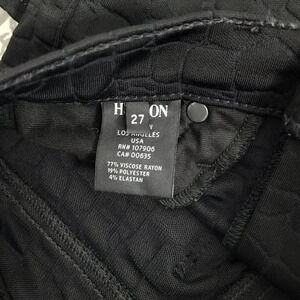 27
LOS ANGELES
USA
RN# 107906
CA# 00635
77% VISCOSE RAYON
19% POLYESTER
4% ELASTAN